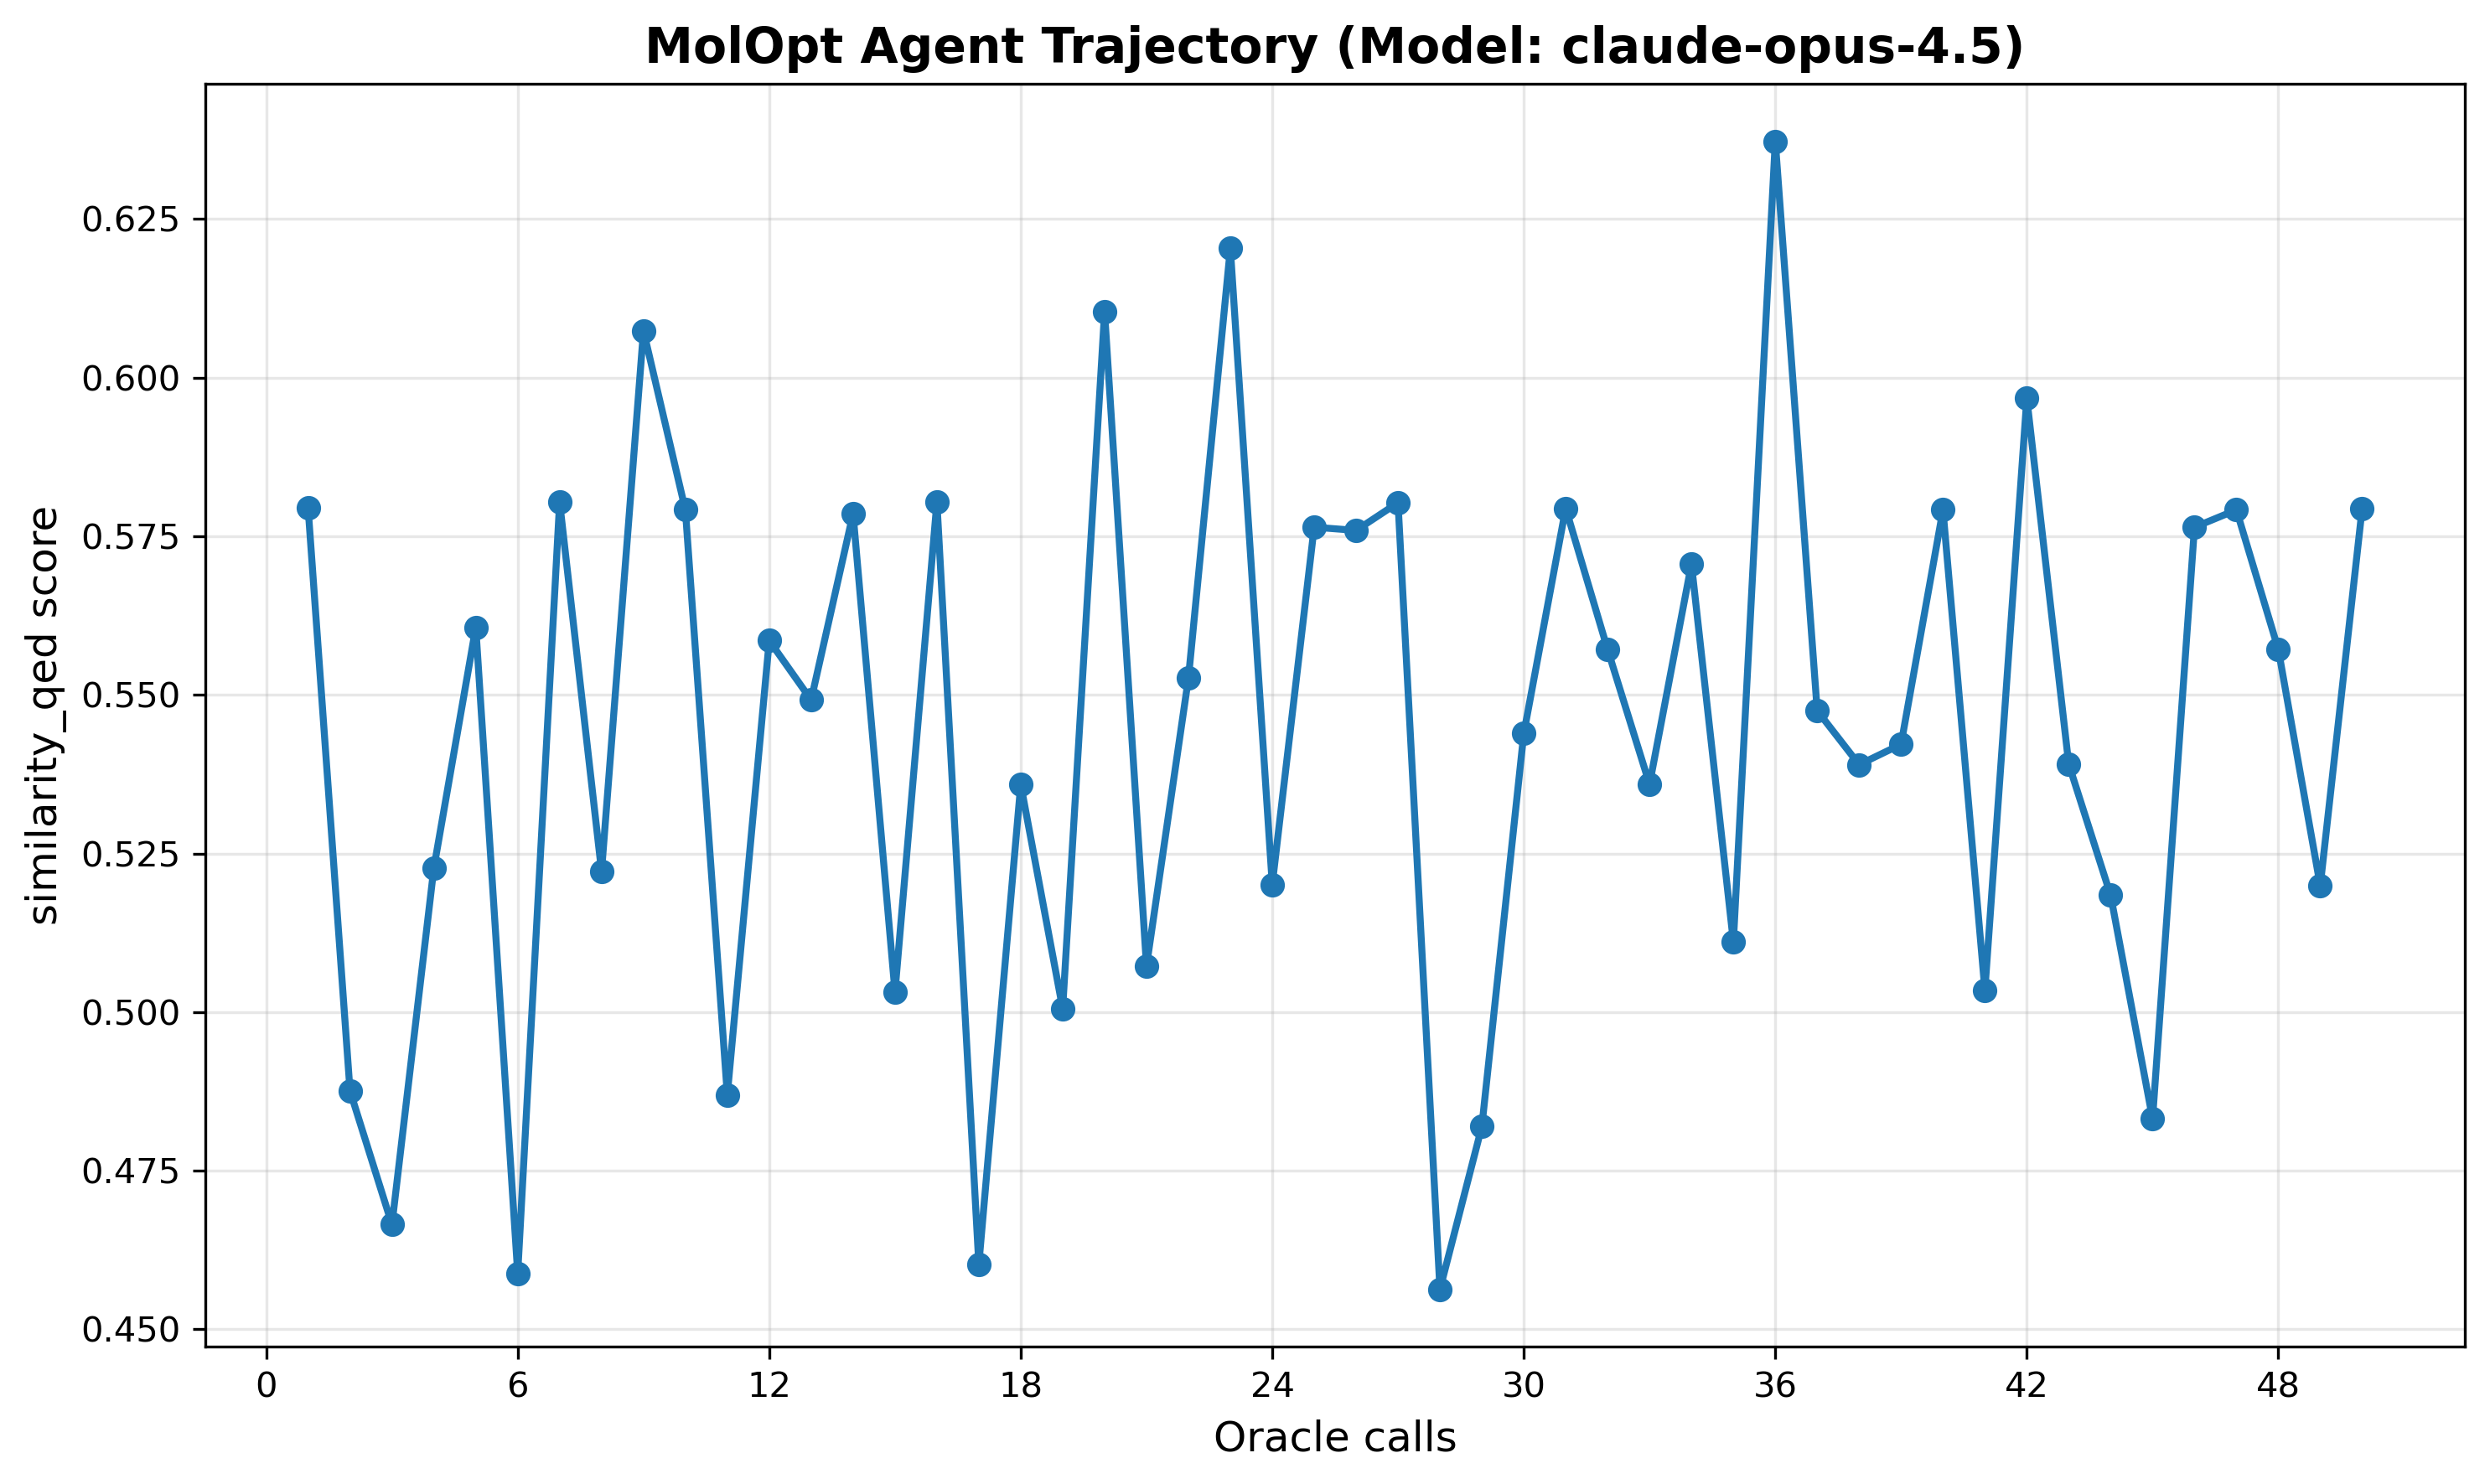 MolOpt Agent Trajectory (Model: claude-opus-4.5)
similarity_qed score
0.625
0.600
0.575
0.550
0.525
0.500
0.475
0.450
0 6 12 18 24 30 36 42 48
Oracle calls